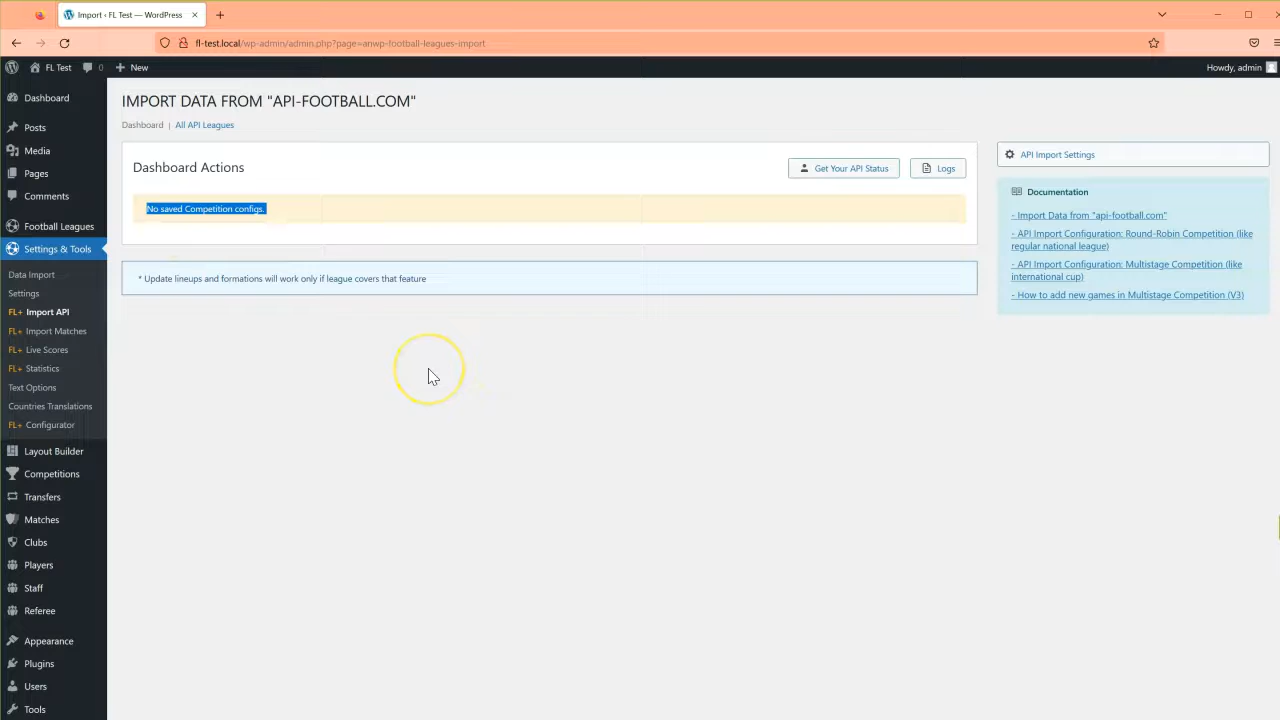 Import ‹ FL Test — WordPress
fl-test.local/wp-admin/admin.php?page=anwp-football-leagues-import
FL Test
0
New
Howdy, admin
Dashboard
Posts
Media
Pages
Comments
Football Leagues
Settings & Tools
Data Import
Settings
FL+ Import API
FL+ Import Matches
FL+ Live Scores
FL+ Statistics
Text Options
Countries Translations
FL+ Configurator
Layout Builder
Competitions
Transfers
Matches
Clubs
Players
Staff
Referee
Appearance
Plugins
Users
Tools
IMPORT DATA FROM "API-FOOTBALL.COM"
Dashboard | All API Leagues
Dashboard Actions
Get Your API Status
Logs
No saved Competition configs.
* Update lineups and formations will work only if league covers that feature
API Import Settings
Documentation
- Import Data from "api-football.com"
- API Import Configuration: Round-Robin Competition (like
regular national league)
- API Import Configuration: Multistage Competition (like
international cup)
- How to add new games in Multistage Competition (V3)